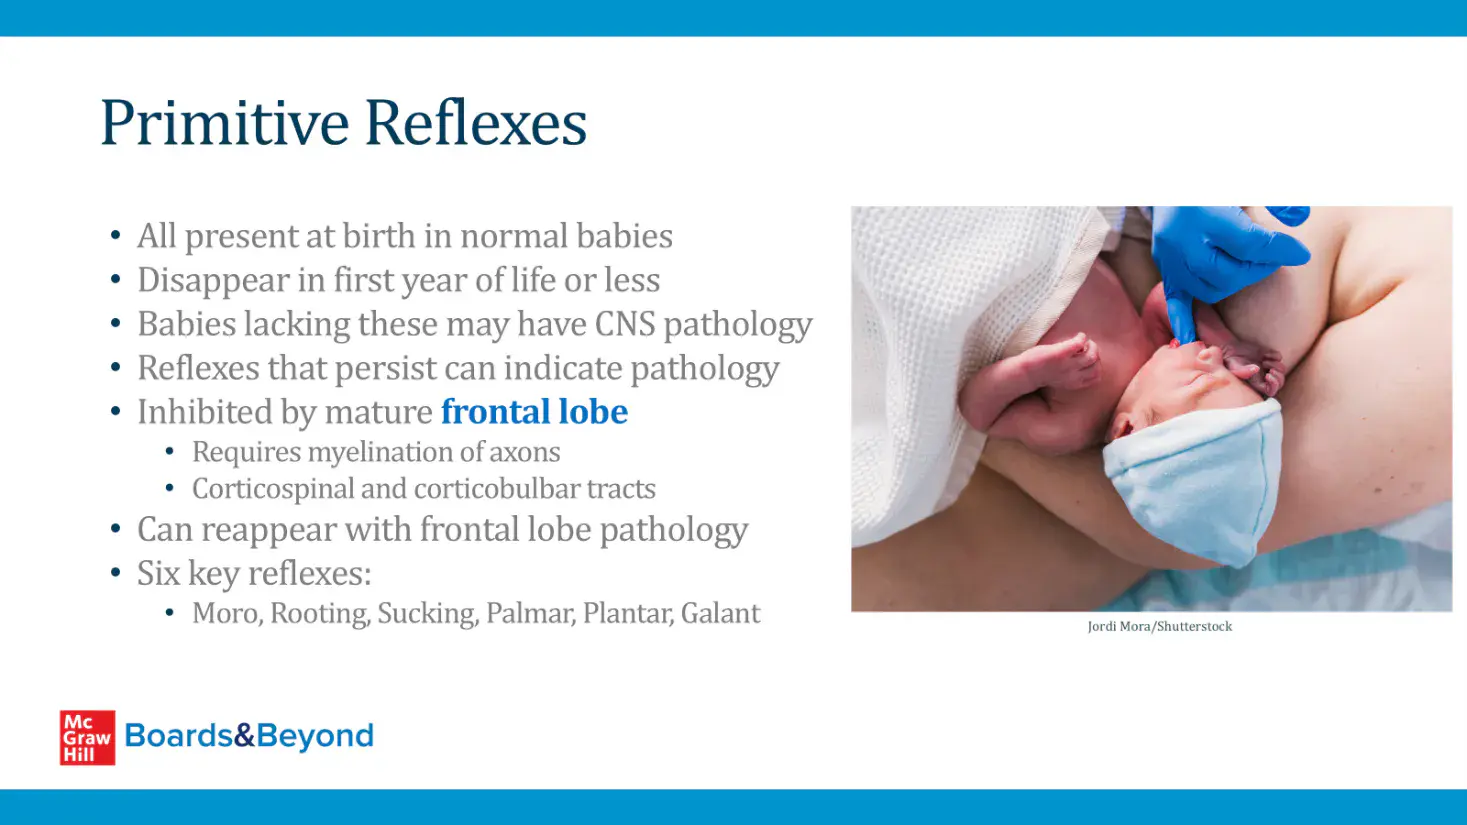 Primitive Reflexes
• All present at birth in normal babies
• Disappear in first year of life or less
• Babies lacking these may have CNS pathology
• Reflexes that persist can indicate pathology
• Inhibited by mature frontal lobe
• Requires myelination of axons
• Corticospinal and corticobulbar tracts
• Can reappear with frontal lobe pathology
• Six key reflexes:
• Moro, Rooting, Sucking, Palmar, Plantar, Galant
Jordi Mora/Shutterstock
Mc
Graw
Hill
Boards&Beyond